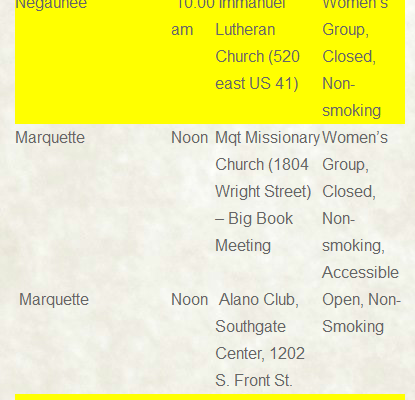 Negaunee 10:00 Immanuel Women's
am Lutheran Group,
Church (520 Closed,
east US 41) Non-
smoking
Marquette Noon Mqt Missionary Women's
Church (1804 Group,
Wright Street) Closed,
– Big Book Non-
Meeting smoking,
Accessible
Marquette Noon Alano Club, Open, Non-
Southgate Smoking
Center, 1202
S. Front St.